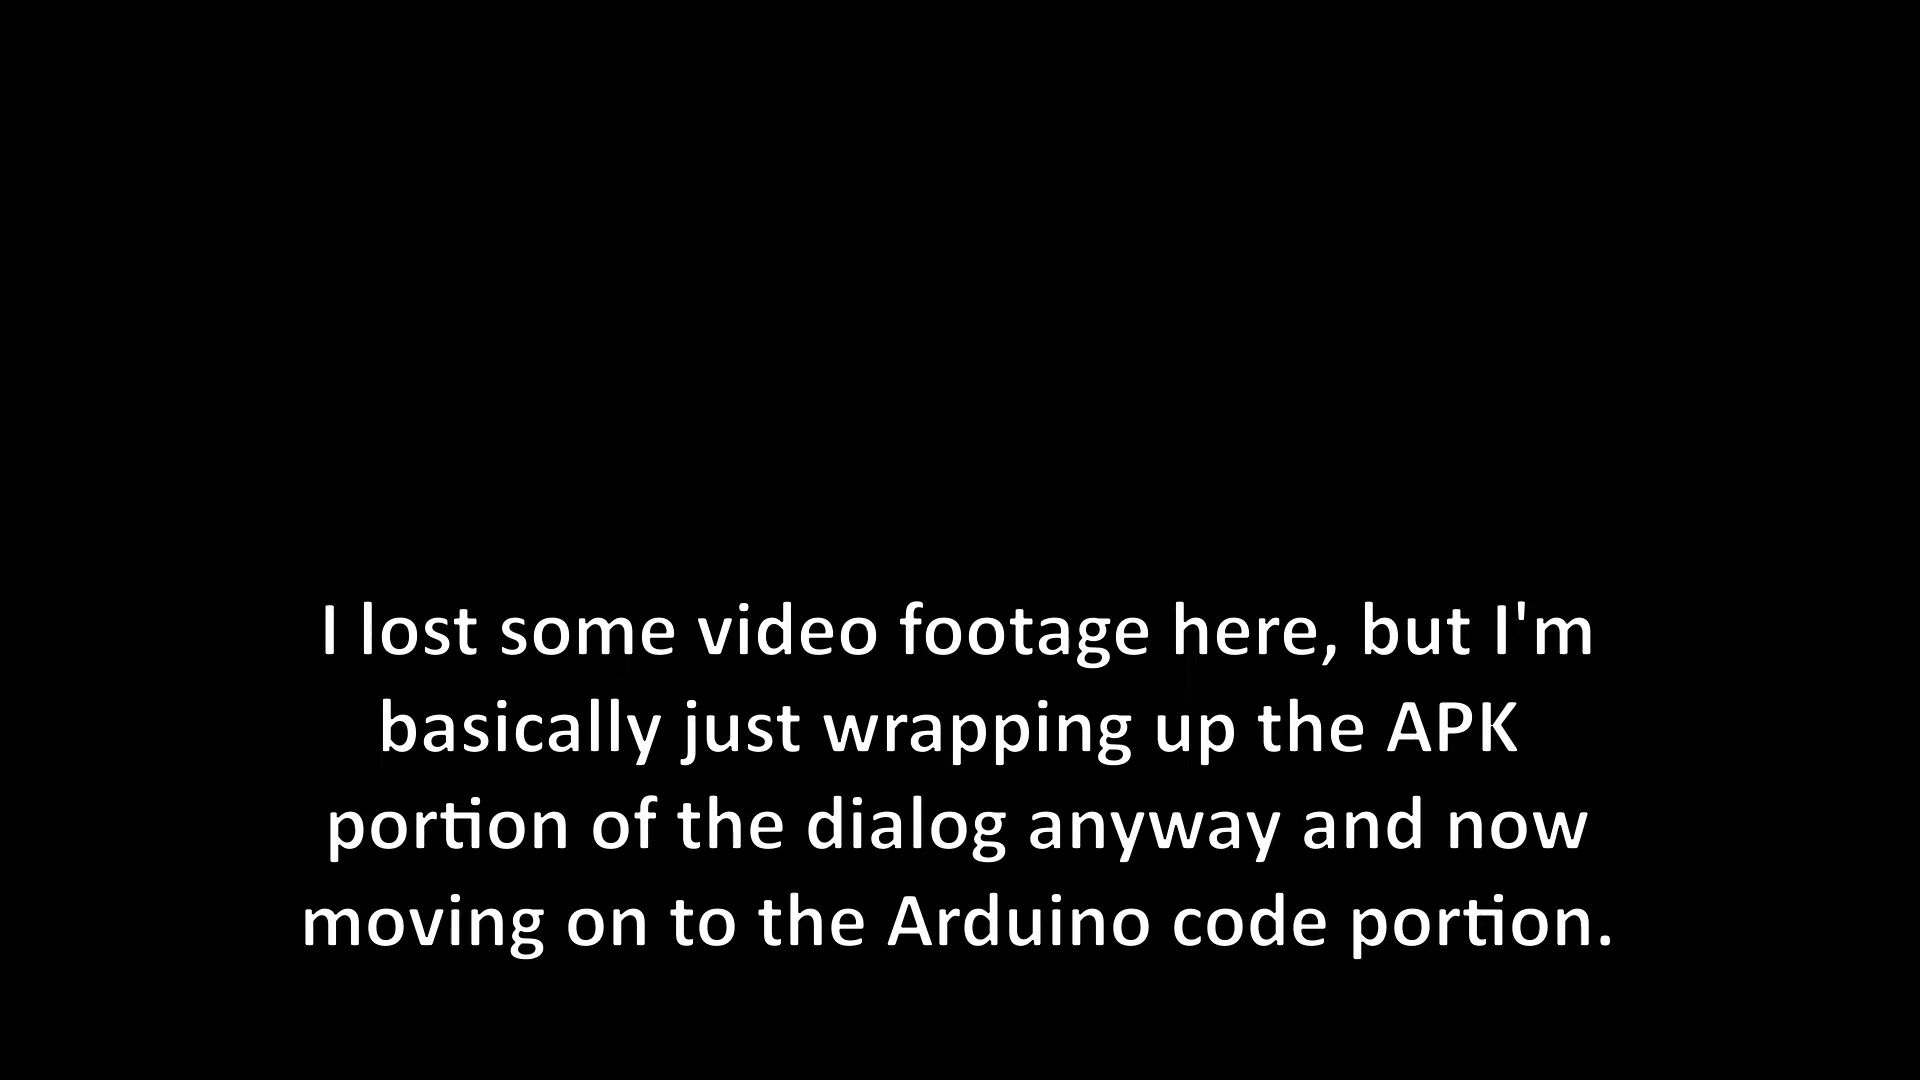 I lost some video footage here, but I'm
basically just wrapping up the APK
portion of the dialog anyway and now
moving on to the Arduino code portion.